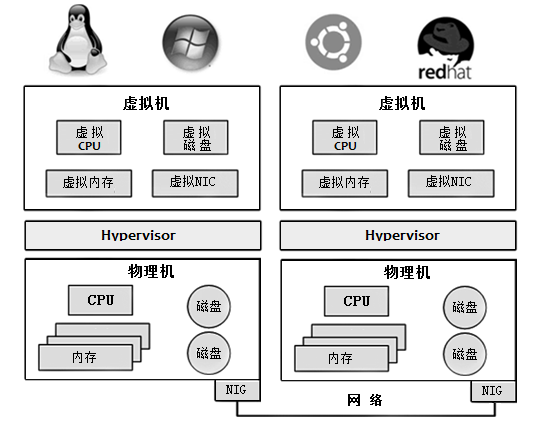 redhat
虚拟机
虚拟机
虚拟
CPU
虚拟
磁盘
虚拟
CPU
虚拟
磁盘
虚拟内存
虚拟NIC
虚拟内存
虚拟NIC
Hypervisor
Hypervisor
物理机
物理机
CPU
磁盘
CPU
磁盘
内存
磁盘
内存
磁盘
NIG
NIG
网 络